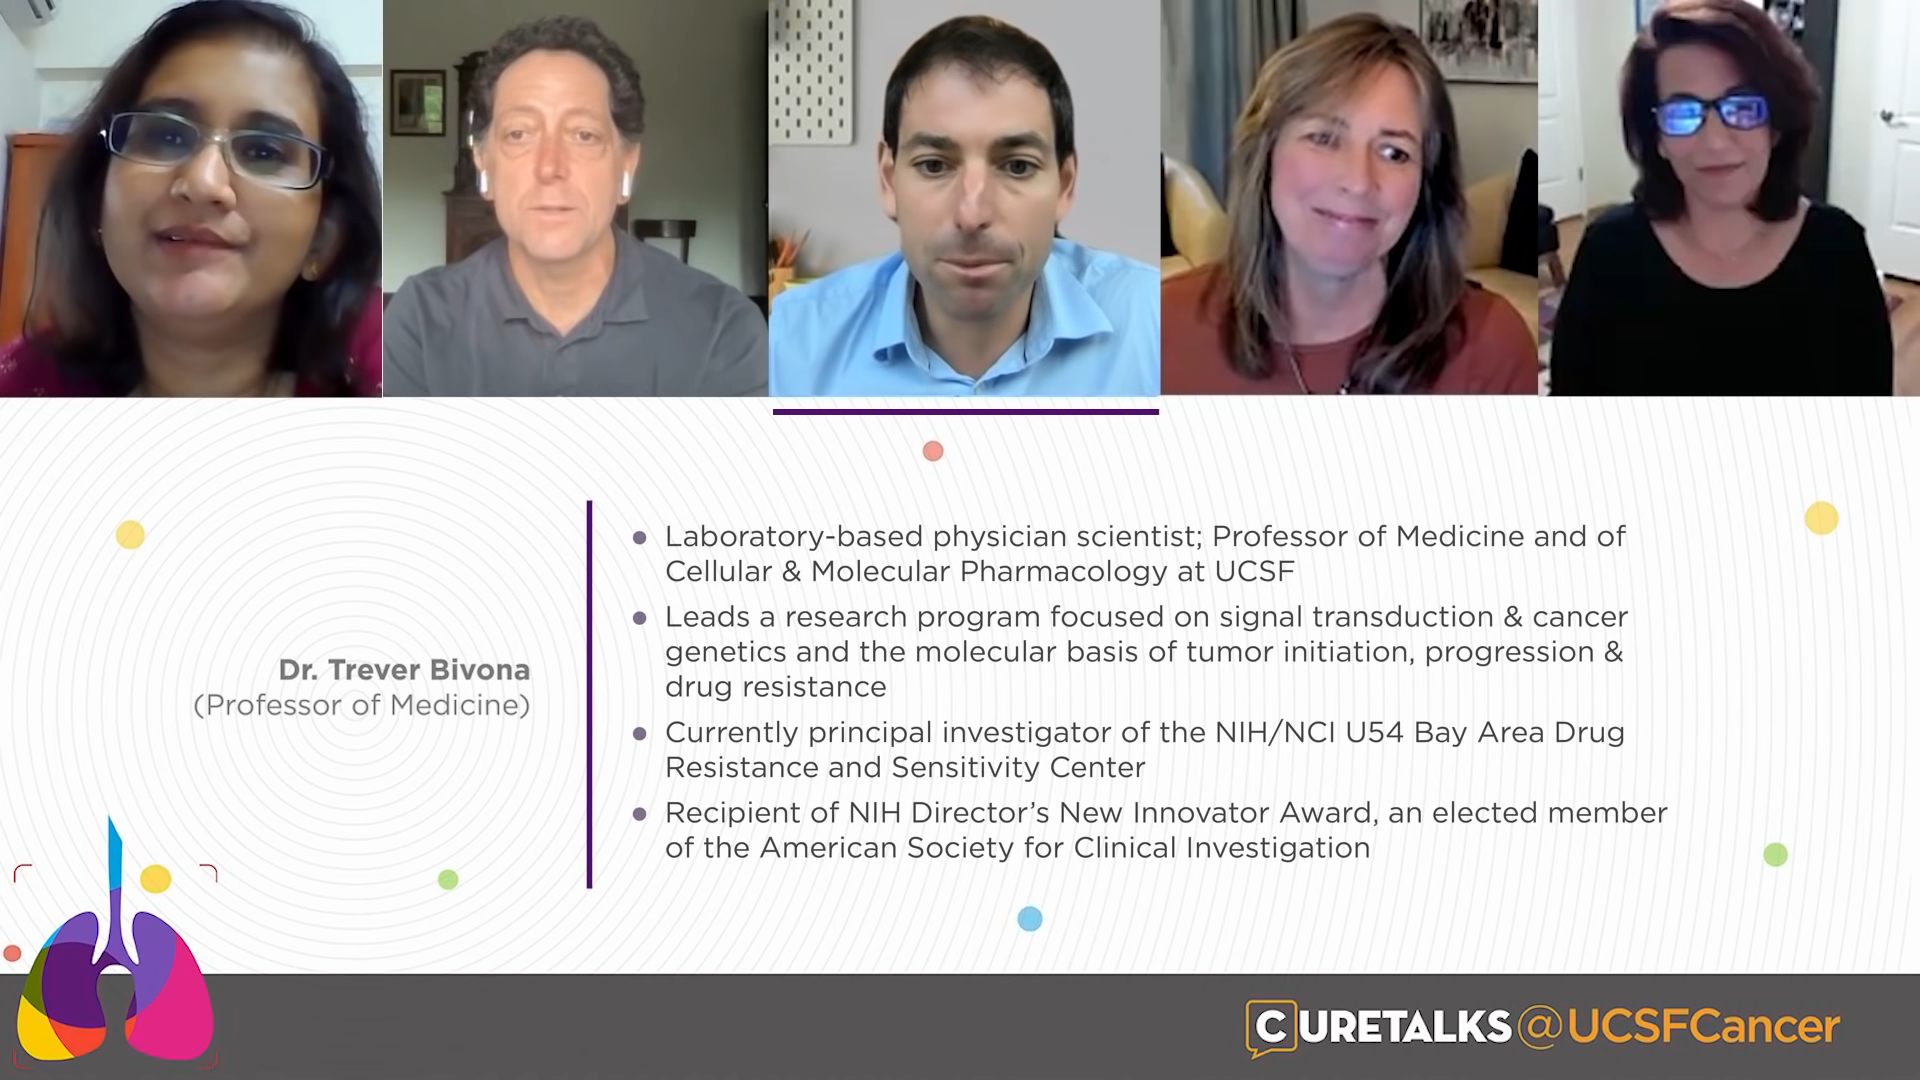 Dr. Trever Bivona
(Professor of Medicine)
Laboratory-based physician scientist; Professor of Medicine and of
Cellular & Molecular Pharmacology at UCSF
Leads a research program focused on signal transduction & cancer
genetics and the molecular basis of tumor initiation, progression &
drug resistance
Currently principal investigator of the NIH/NCI U54 Bay Area Drug
Resistance and Sensitivity Center
Recipient of NIH Director’s New Innovator Award, an elected member
of the American Society for Clinical Investigation
CURETALKS@UCSFCancer